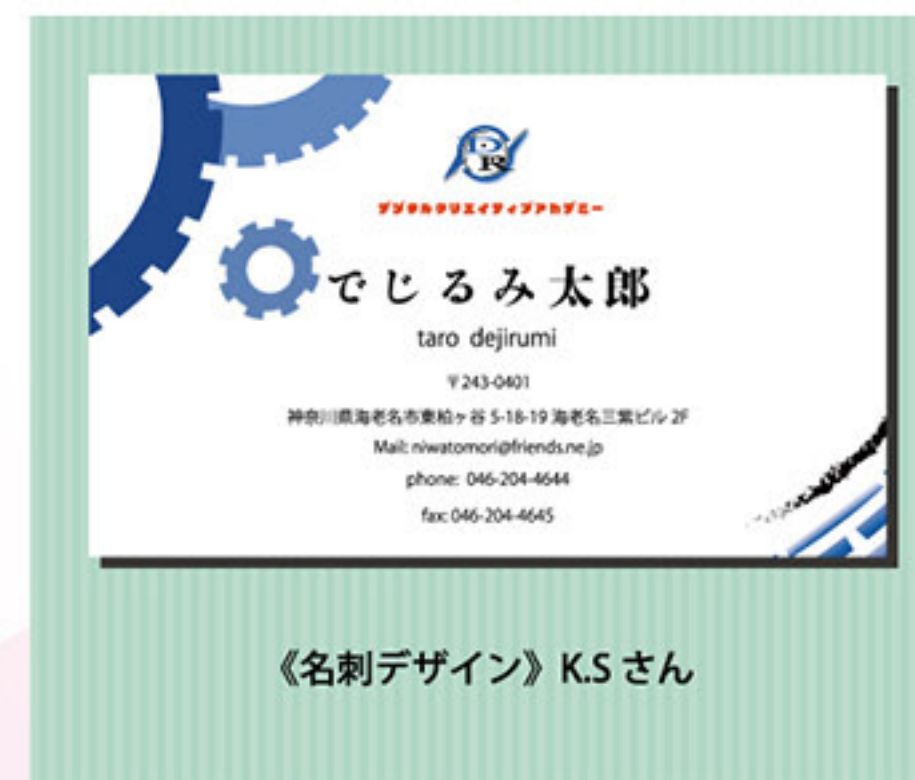 DR
デジタルクリエイティブアカデミー
でじるみ太郎
taro dejirumi
〒243-0401
神奈川県海老名市東柏ヶ谷 5-18-19 海老名三紫ビル 2F
Mail: niwatomori@friends.ne.jp
phone: 046-204-4644
fax: 046-204-4645
《名刺デザイン》K.S さん